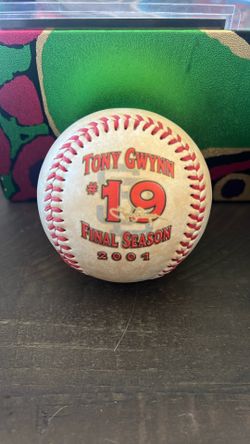 TONY GWYNN
#19
FINAL SEASON
2001